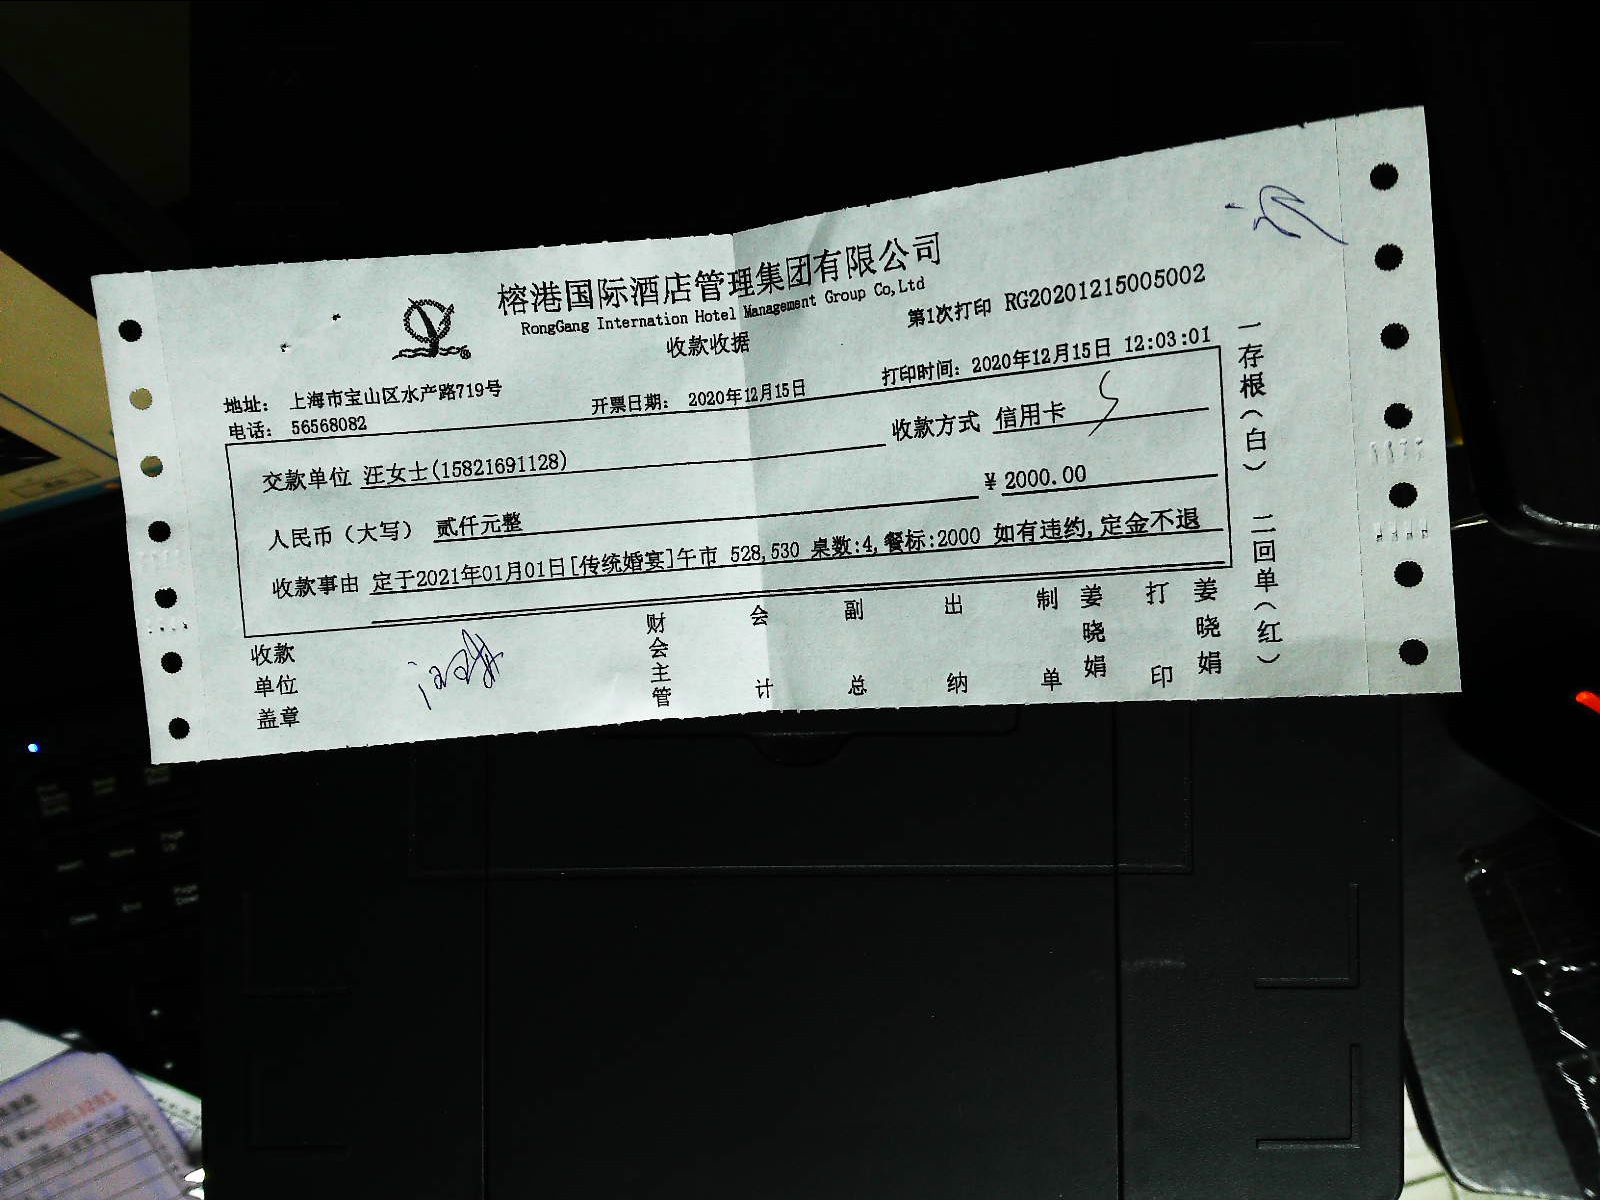 榕港国际酒店管理集团有限公司
RongGang Internation Hotel Management Group Co,Ltd
收款收据
第1次打印 RG20201215005002
地址： 上海市宝山区水产路719号
电话： 56568082
开票日期： 2020年12月15日
打印时间：2020年12月15日 12:03:01
交款单位 汪女士(15821691128)
收款方式 信用卡
人民币（大写） 贰仟元整
¥ 2000.00
收款事由 定于2021年01月01日[传统婚宴]午市 528,530 桌数:4,餐标:2000 如有违约,定金不退
收款单位盖章
财会主管
会计
副总
出纳
制单
姜晓娟
打印
姜晓娟
一存根（白） 二回单（红）